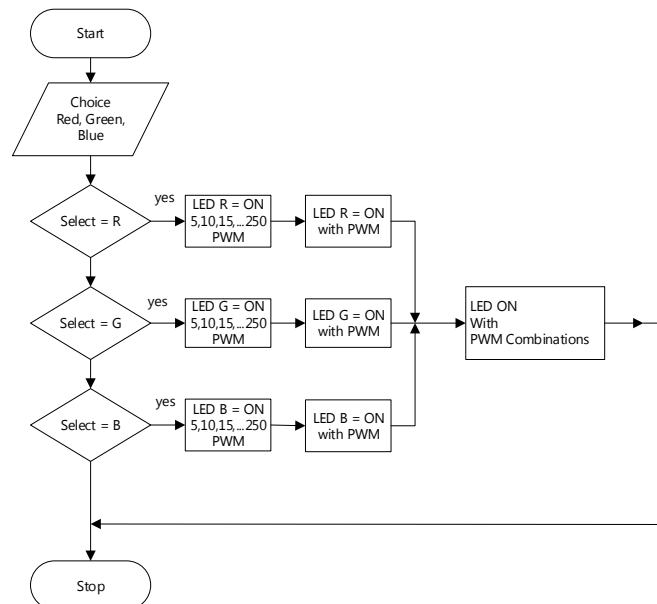 Start
Choice
Red, Green,
Blue
Select = R
yes
LED R = ON
5,10,15,...250
PWM
LED R = ON
with PWM
Select = G
yes
LED G = ON
5,10,15,...250
PWM
LED G = ON
with PWM
LED ON
With
PWM Combinations
Select = B
yes
LED B = ON
5,10,15,...250
PWM
LED B = ON
with PWM
Stop